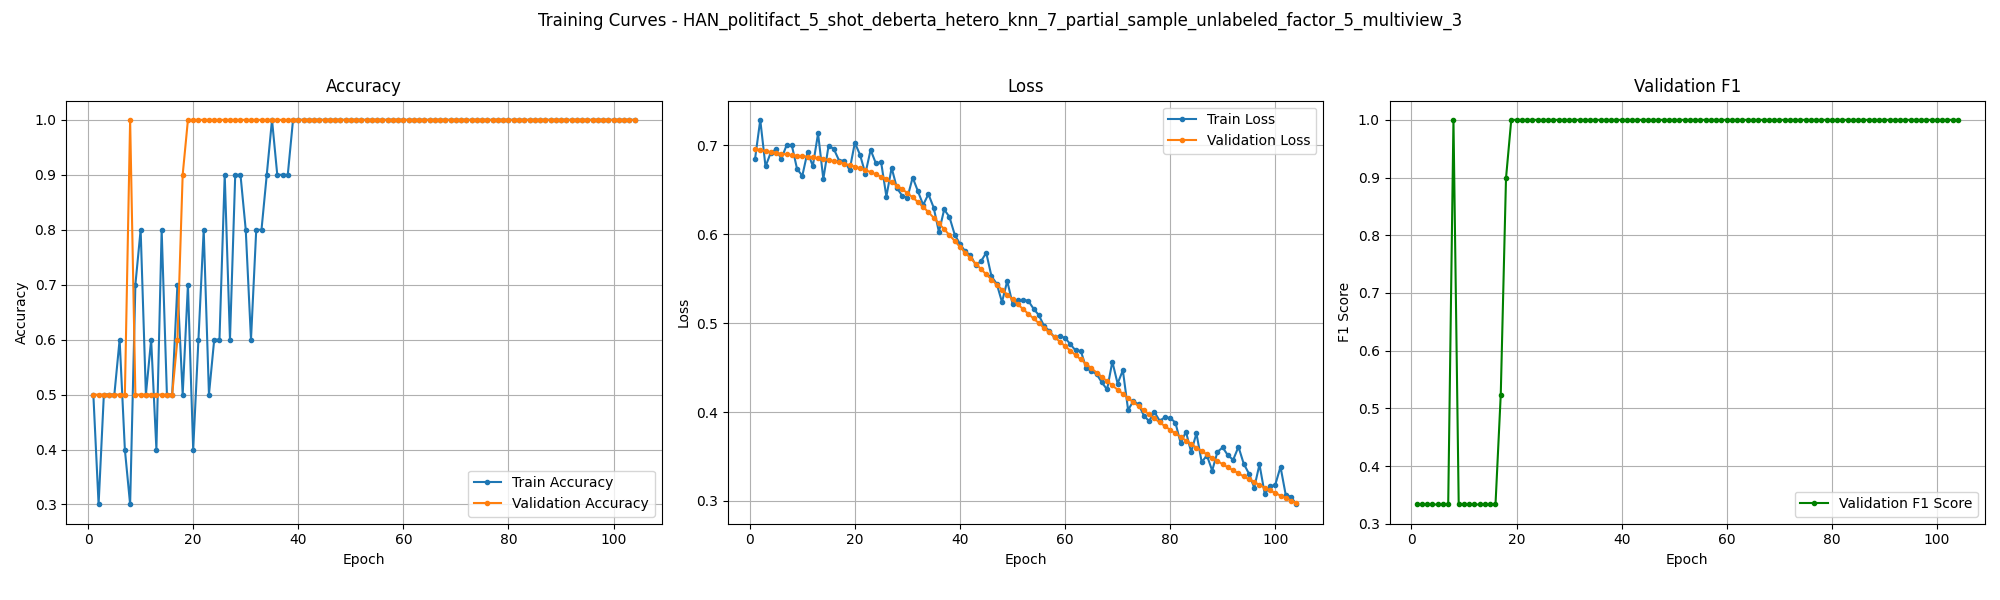 Training Curves - HAN_politifact_5_shot_deberta_hetero_knn_7_partial_sample_unlabeled_factor_5_multiview_3
Accuracy
1.0
0.9
0.8
0.7
0.6
0.5
0.4
0.3
Accuracy
0 20 40 60 80 100
Epoch
Train Accuracy
Validation Accuracy
Loss
0.7
0.6
0.5
0.4
0.3
Loss
0 20 40 60 80 100
Epoch
Train Loss
Validation Loss
Validation F1
1.0
0.9
0.8
0.7
0.6
0.5
0.4
0.3
F1 Score
0 20 40 60 80 100
Epoch
Validation F1 Score